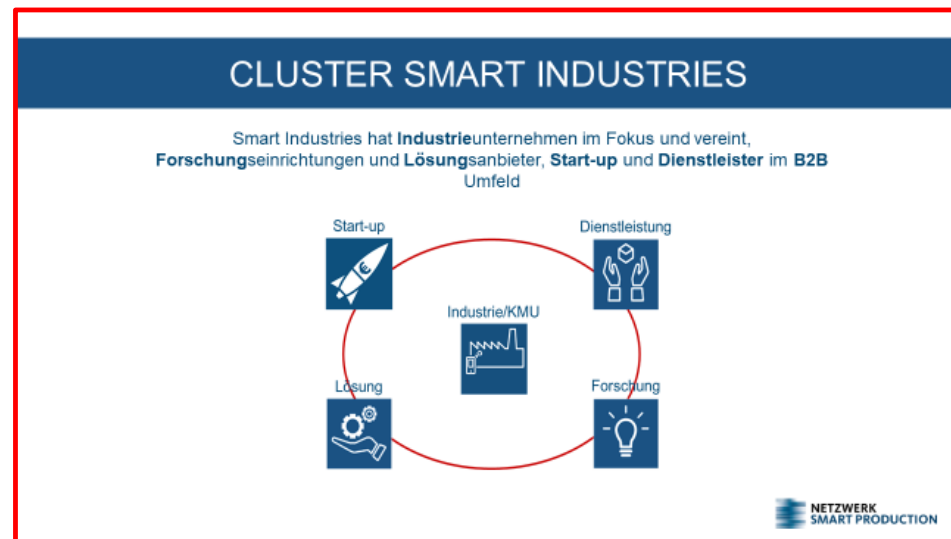 CLUSTER SMART INDUSTRIES
Smart Industries hat Industrieunternehmen im Fokus und vereint,
Forschungseinrichtungen und Lösungsanbieter, Start-up und Dienstleister im B2B
Umfeld
Start-up
Dienstleistung
€
Industrie/KMU
Lösung
Forschung
NETZWERK
SMART PRODUCTION